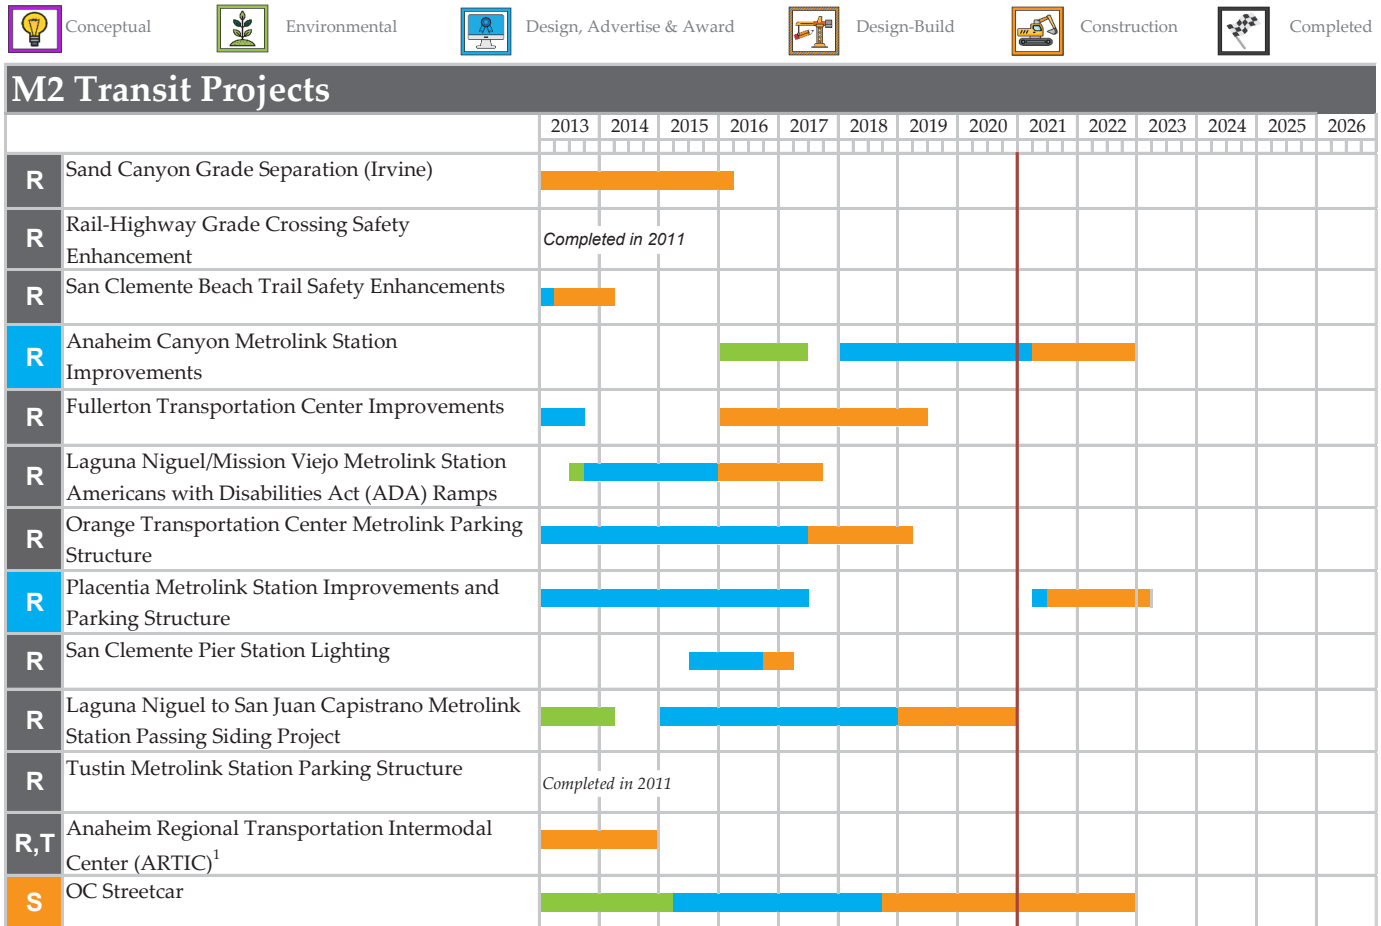 Conceptual Environmental Design, Advertise & Award Design-Build Construction Completed
M2 Transit Projects
2013 2014 2015 2016 2017 2018 2019 2020 2021 2022 2023 2024 2025 2026
R Sand Canyon Grade Separation (Irvine)
R Rail-Highway Grade Crossing Safety
Enhancement
Completed in 2011
R San Clemente Beach Trail Safety Enhancements
R Anaheim Canyon Metrolink Station
Improvements
R Fullerton Transportation Center Improvements
R Laguna Niguel/Mission Viejo Metrolink Station
Americans with Disabilities Act (ADA) Ramps
R Orange Transportation Center Metrolink Parking
Structure
R Placentia Metrolink Station Improvements and
Parking Structure
R San Clemente Pier Station Lighting
R Laguna Niguel to San Juan Capistrano Metrolink
Station Passing Siding Project
R Tustin Metrolink Station Parking Structure
Completed in 2011
R,T Anaheim Regional Transportation Intermodal
Center (ARTIC)1
S OC Streetcar